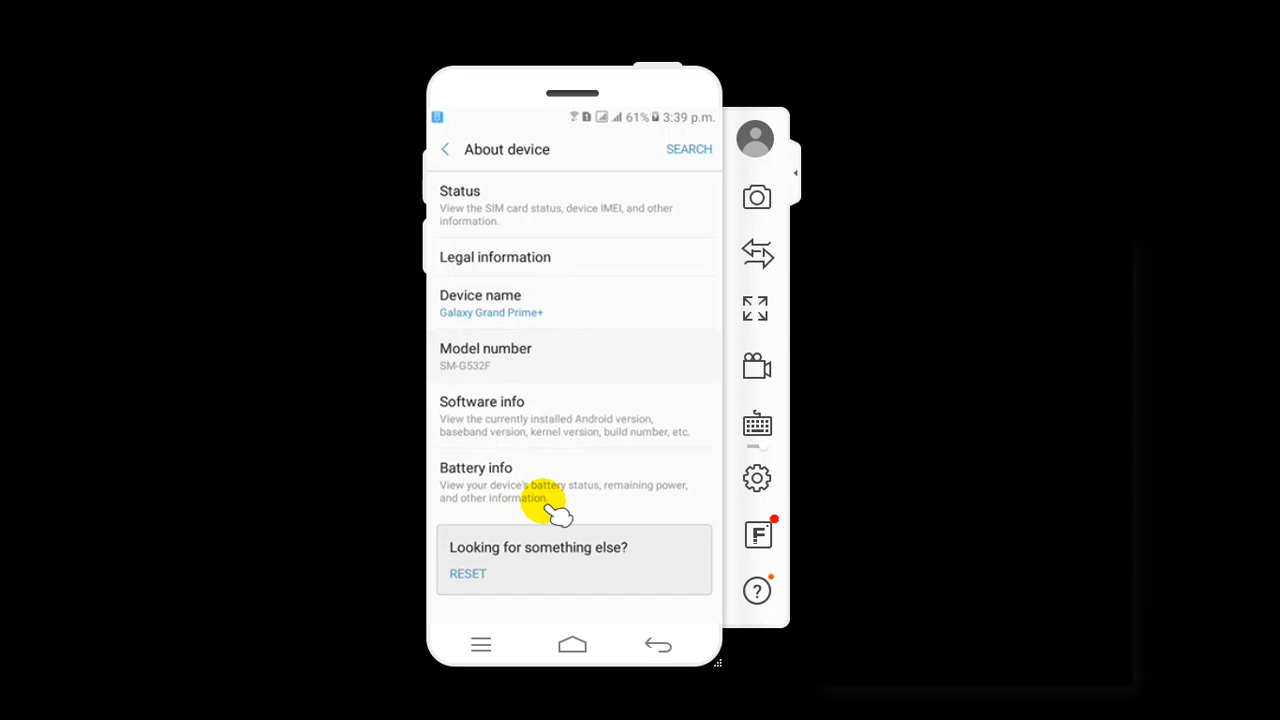 61% 3:39 p.m.
About device
SEARCH
Status
View the SIM card status, device IMEI, and other
information.
Legal information
Device name
Galaxy Grand Prime+
Model number
SM-G532F
Software info
View the currently installed Android version,
baseband version, kernel version, build number, etc.
Battery info
View your device's battery status, remaining power,
and other information.
Looking for something else?
RESET
F
?